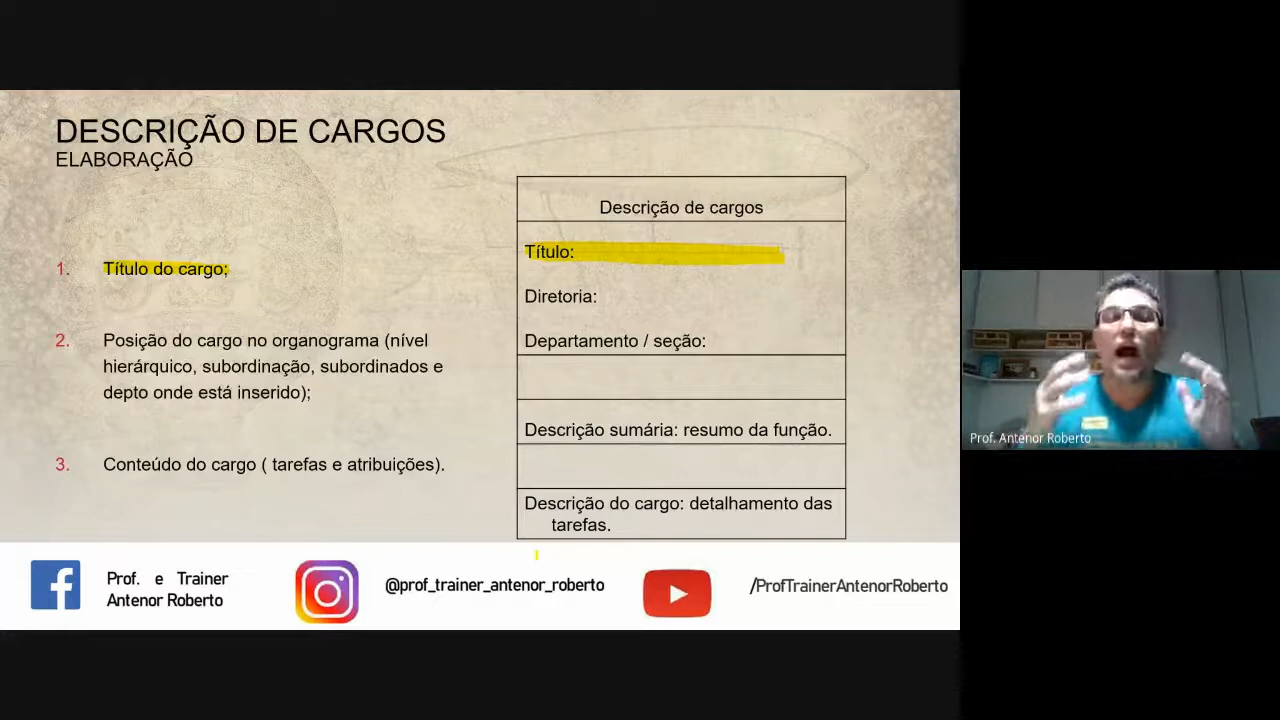 DESCRIÇÃO DE CARGOS
ELABORAÇÃO
1. Título do cargo;
2. Posição do cargo no organograma (nível
hierárquico, subordinação, subordinados e
depto onde está inserido);
3. Conteúdo do cargo ( tarefas e atribuições).
Descrição de cargos
Título:
Diretoria:
Departamento / seção:
Descrição sumária: resumo da função.
Descrição do cargo: detalhamento das
tarefas.
Prof. e Trainer
Antenor Roberto
@prof_trainer_antenor_roberto
/ProfTrainerAntenorRoberto
Prof. Antenor Roberto